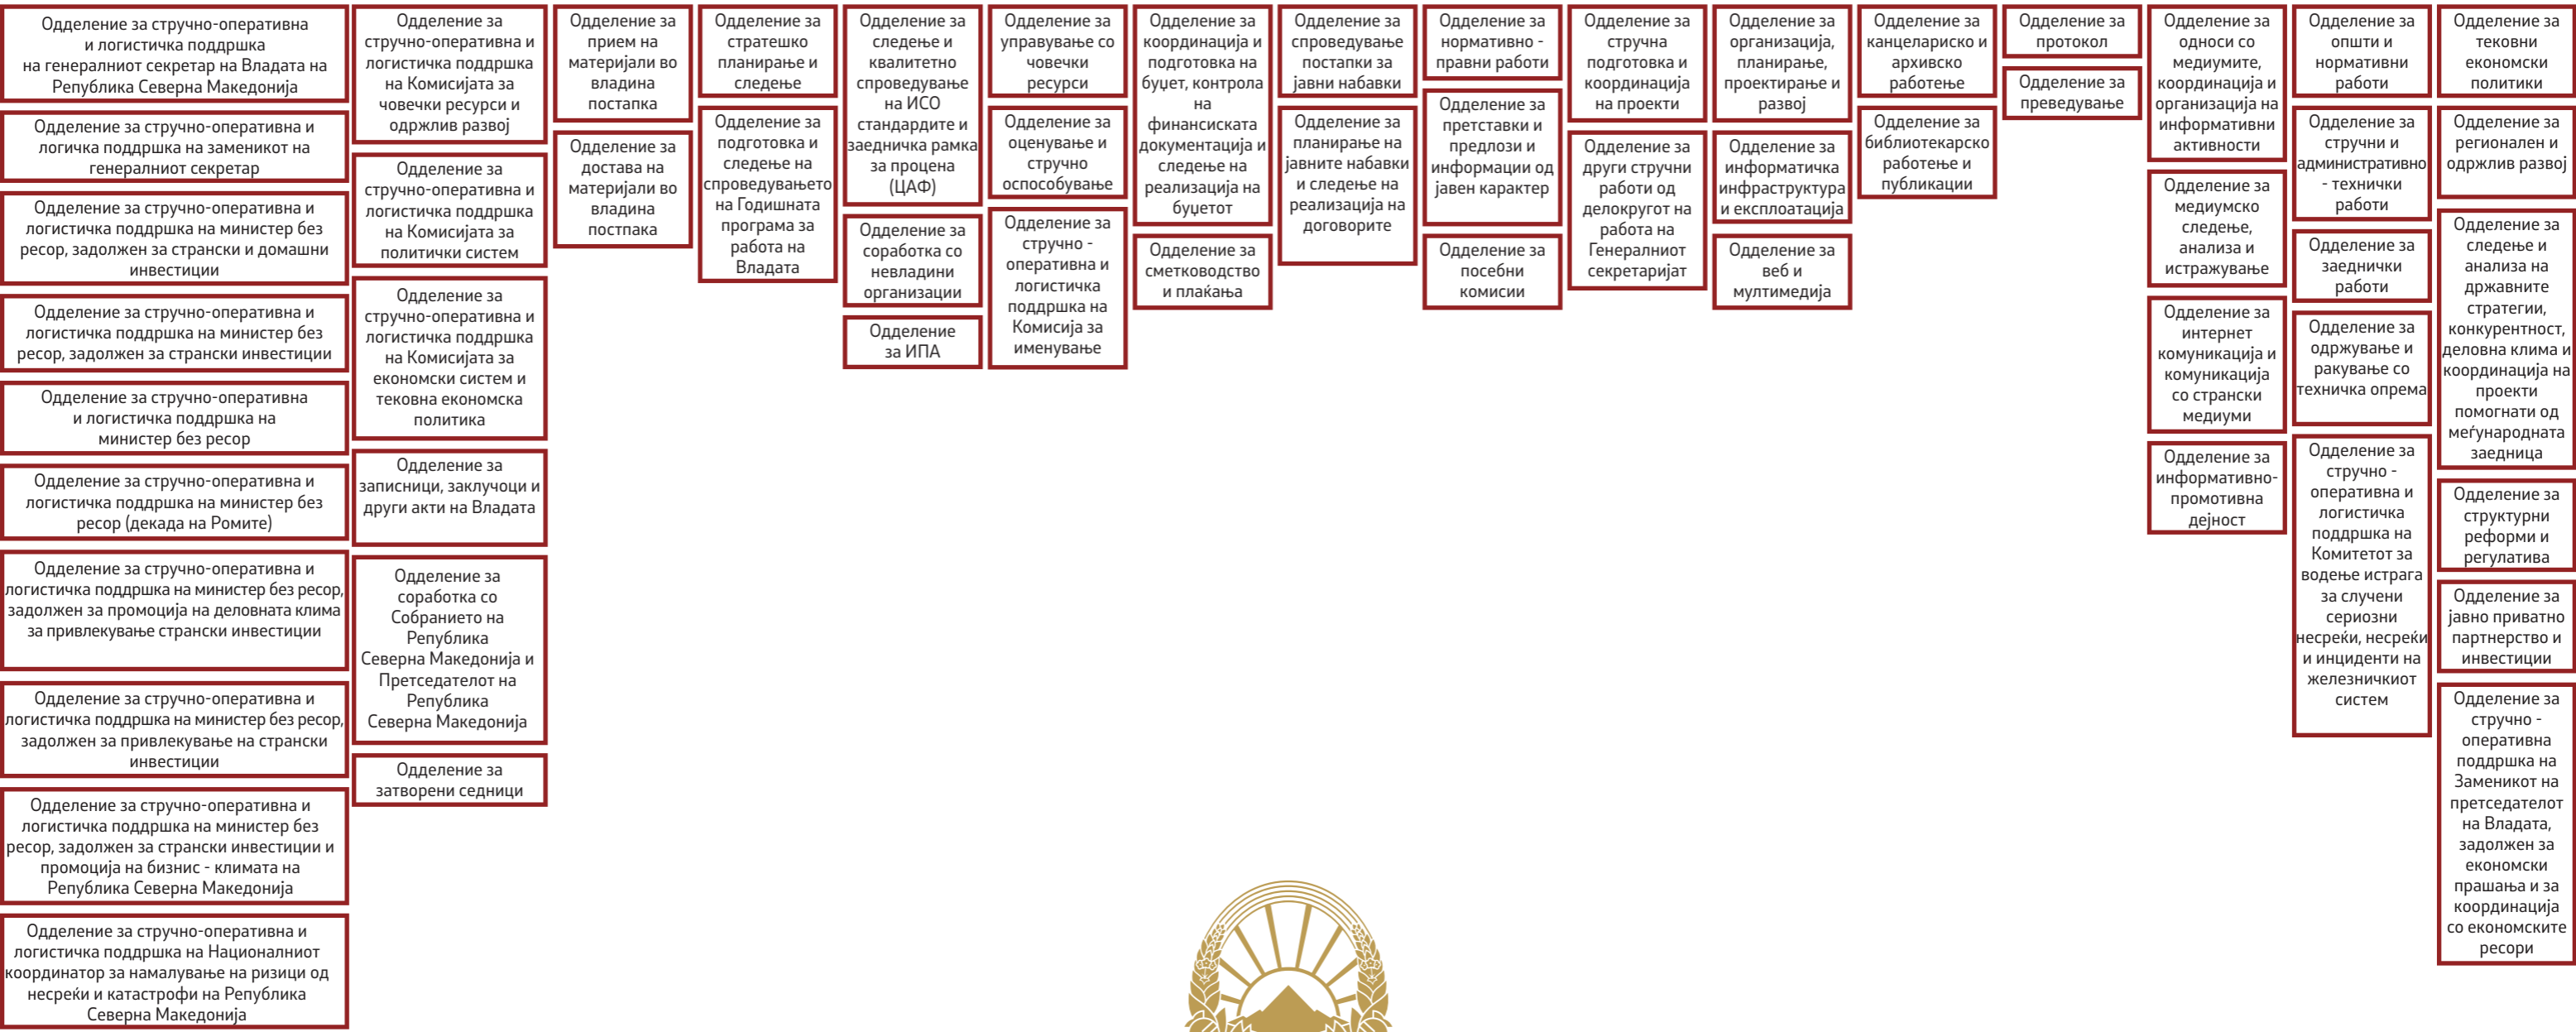 Одделение за стручно-оперативна
и логистичка поддршка
на генералниот секретар на Владата на
Република Северна Македонија
Одделение за стручно-оперативна и
логичка поддршка на заменикот на
генералниот секретар
Одделение за стручно-оперативна и
логистичка поддршка на министер без
ресор, задолжен за странски и домашни
инвестиции
Одделение за стручно-оперативна и
логистичка поддршка на министер без
ресор, задолжен за странски инвестиции
Одделение за стручно-оперативна
и логистичка поддршка на
министер без ресор
Одделение за стручно-оперативна и
логистичка поддршка на министер без
ресор (декада на Ромите)
Одделение за стручно-оперативна и
логистичка поддршка на министер без ресор,
задолжен за промоција на деловната клима
за привлекување странски инвестиции
Одделение за стручно-оперативна и
логистичка поддршка на министер без ресор,
задолжен за привлекување на странски
инвестиции
Одделение за стручно-оперативна и
логистичка поддршка на министер без
ресор, задолжен за странски инвестиции и
промоција на бизнис - климата на
Република Северна Македонија
Одделение за стручно-оперативна и
логистичка поддршка на Националниот
координатор за намалување на ризици од
несреќи и катастрофи на Република
Северна Македонија
Одделение за
стручно-оперативна и
логистичка поддршка
на Комисијата за
човечки ресурси и
одржлив развој
Одделение за
стручно-оперативна и
логистичка поддршка
на Комисијата за
политички систем
Одделение за
стручно-оперативна и
логистичка поддршка
на Комисијата за
економски систем и
тековна економска
политика
Одделение за
записници, заклучоци и
други акти на Владата
Одделение за
соработка со
Собранието на
Република
Северна Македонија и
Претседателот на
Република
Северна Македонија
Одделение за
затворени седници
Одделение за
прием на
материјали во
владина
постапка
Одделение за
достава на
материјали во
владина
постпака
Одделение за
стратешко
планирање и
следење
Одделение за
подготовка и
следење на
спроведувањето
на Годишната
програма за
работа на
Владата
Одделение за
следење и
квалитетно
спроведување
на ИСО
стандардите и
заедничка рамка
за процена
(ЦАФ)
Одделение за
соработка со
невладини
организации
Одделение
за ИПА
Одделение за
управување со
човечки
ресурси
Одделение за
оценување и
стручно
оспособување
Одделение за
стручно -
оперативна и
логистичка
поддршка на
Комисија за
именување
Одделение за
координација и
подготовка на
буџет, контрола
на
финансиската
документација и
следење на
реализација на
буџетот
Одделение за
сметководство
и плаќања
Одделение за
спроведување
постапки за
јавни набавки
Одделение за
планирање на
јавните набавки
и следење на
реализација на
договорите
Одделение за
нормативно -
правни работи
Одделение за
претставки и
предлози и
информации од
јавен карактер
Одделение за
посебни
комисии
Одделение за
стручна
подготовка и
координација
на проекти
Одделение за
други стручни
работи од
делокругот на
работа на
Генералниот
секретаријат
Одделение за
организација,
планирање,
проектирање и
развој
Одделение за
информатичка
инфраструктура
и експлоатација
Одделение за
веб и
мултимедија
Одделение за
канцелариско и
архивско
работење
Одделение за
библиотекарско
работење и
публикации
Одделение за
протокол
Одделение за
преведување
Одделение за
односи со
медиумите,
координација и
организација на
информативни
активности
Одделение за
медиумско
следење,
анализа и
истражување
Одделение за
интернет
комуникација и
комуникација
со странски
медиуми
Одделение за
информативно-
промотивна
дејност
Одделение за
општи и
нормативни
работи
Одделение за
стручни и
административно
- технички
работи
Одделение за
заеднички
работи
Одделение за
одржување и
ракување со
техничка опрема
Одделение за
стручно -
оперативна и
логистичка
поддршка на
Комитетот за
водење истрага
за случени
сериозни
несреќи, несреќи
и инциденти на
железничкиот
систем
Одделение за
тековни
економски
политики
Одделение за
регионален и
одржлив развој
Одделение за
следење и
анализа на
државните
стратегии,
конкурентност,
деловна клима и
координација на
проекти
помогнати од
меѓународната
заедница
Одделение за
структурни
реформи и
регулатива
Одделение за
јавно приватно
партнерство и
инвестиции
Одделение за
стручно -
оперативна
поддршка на
Заменикот на
претседателот
на Владата,
задолжен за
економски
прашања и за
координација
со економските
ресори